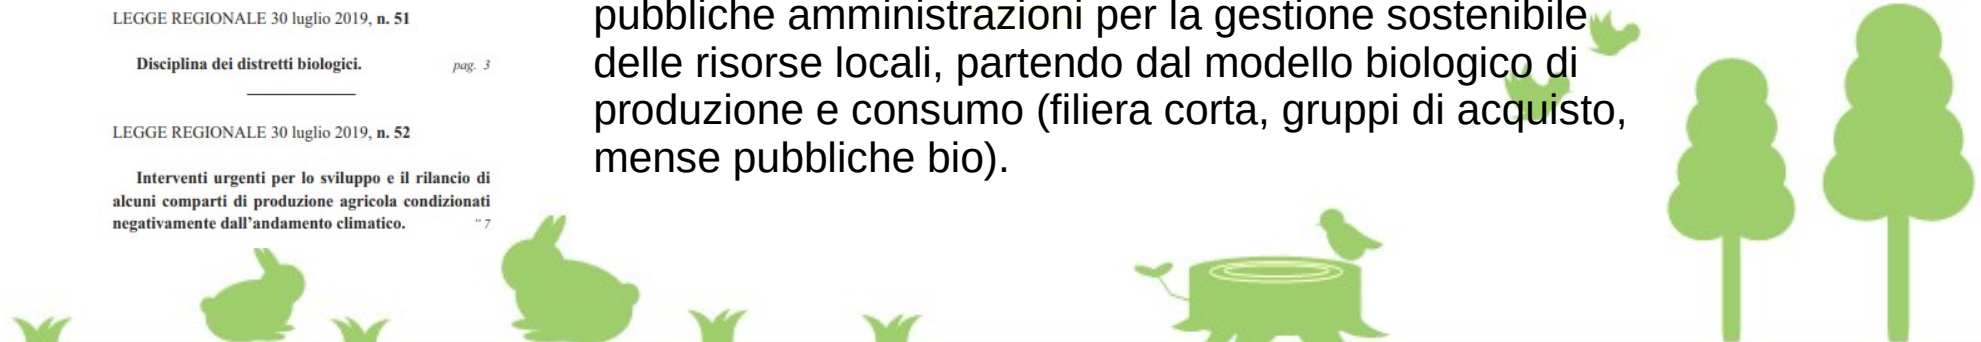 LEGGE REGIONALE 30 luglio 2019, n. 51
Disciplina dei distretti biologici. pag. 3
LEGGE REGIONALE 30 luglio 2019, n. 52
Interventi urgenti per lo sviluppo e il rilancio di
alcuni comparti di produzione agricola condizionati
negativamente dall’andamento climatico. “ 7
pubbliche amministrazioni per la gestione sostenibile
delle risorse locali, partendo dal modello biologico di
produzione e consumo (filiera corta, gruppi di acquisto,
mense pubbliche bio).